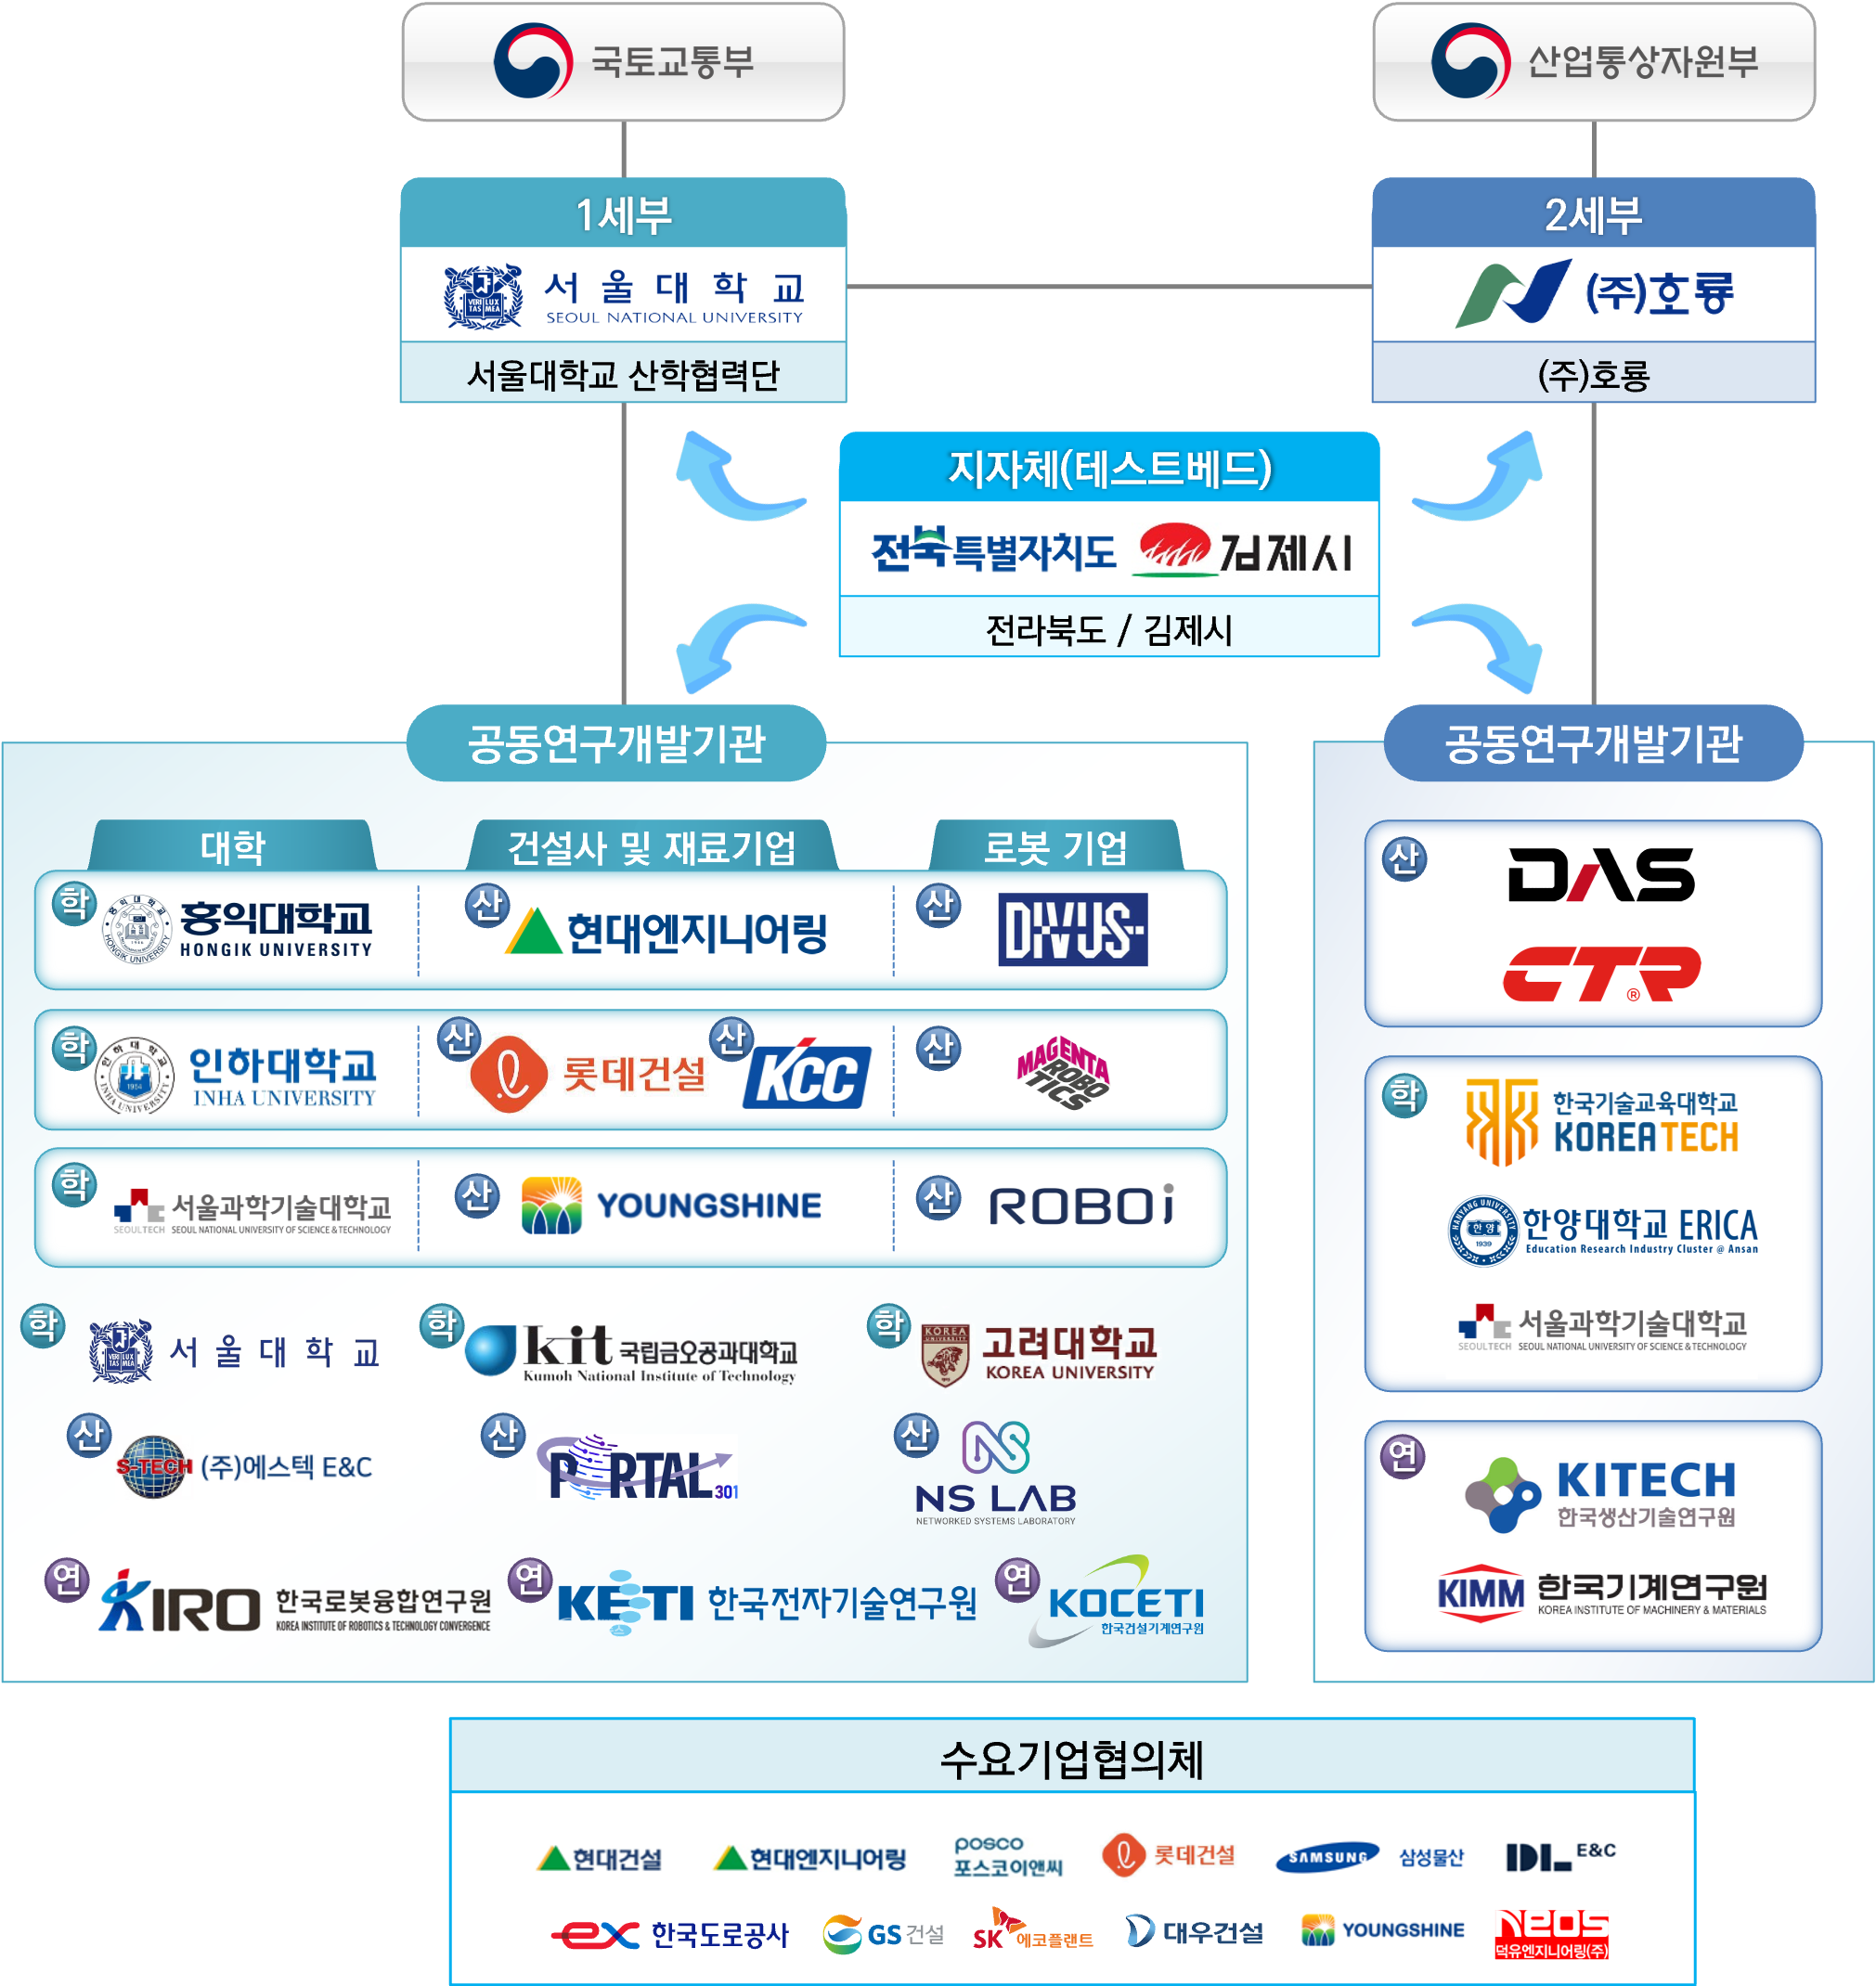 국토교통부
산업통상자원부
1세부
서울대학교
SEOUL NATIONAL UNIVERSITY
서울대학교 산학협력단
2세부
(주)호룡
(주)호룡
지자체(테스트베드)
전북특별자치도 김제시
전라북도 / 김제시
공동연구개발기관
대학
건설사 및 재료기업
로봇 기업
학
홍익대학교
HONGIK UNIVERSITY
산
현대엔지니어링
산
DIVUS
학
인하대학교
INHA UNIVERSITY
산
롯데건설
산
KCC
산
MAGENTA
ROBO
TICS
학
서울과학기술대학교
SEOULTECH SEOUL NATIONAL UNIVERSITY OF SCIENCE & TECHNOLOGY
산
YOUNGSHINE
산
ROBOi
학
서울대학교
학
kit 국립금오공과대학교
Kumoh National Institute of Technology
학
고려대학교
KOREA UNIVERSITY
산
S-TECH (주)에스텍 E&C
산
PORTAL 301
산
NS LAB
NETWORKED SYSTEMS LABORATORY
연
KIRO 한국로봇융합연구원
KOREA INSTITUTE OF ROBOTICS & TECHNOLOGY CONVERGENCE
연
KETI 한국전자기술연구원
연
KOCETI
한국건설기계연구원
공동연구개발기관
산
DAS
CTR®
학
한국기술교육대학교
KOREATECH
한양대학교 ERICA
Education Research Industry Cluster @ Ansan
서울과학기술대학교
SEOULTECH SEOUL NATIONAL UNIVERSITY OF SCIENCE & TECHNOLOGY
연
KITECH
한국생산기술연구원
KIMM 한국기계연구원
KOREA INSTITUTE OF MACHINERY & MATERIALS
수요기업협의체
현대건설
현대엔지니어링
posco
포스코이앤씨
롯데건설
SAMSUNG 삼성물산
DL E&C
ex 한국도로공사
GS건설
SK에코플랜트
대우건설
YOUNGSHINE
NEOS
덕유엔지니어링(주)